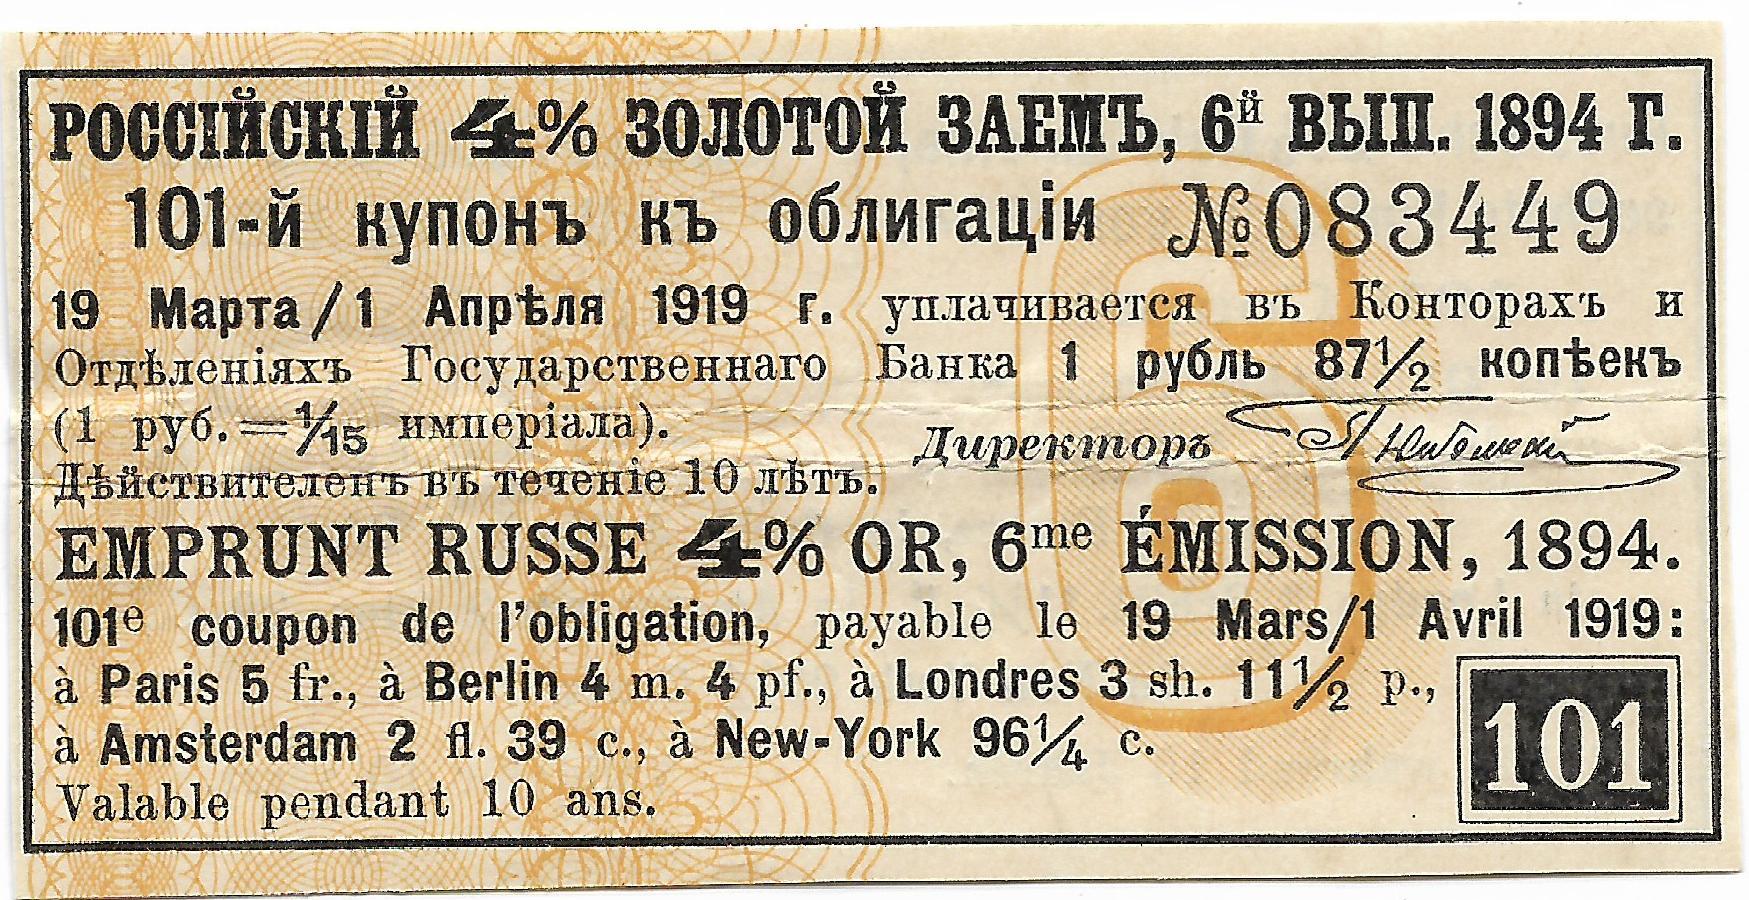 РОССІЙСКІЙ 4% ЗОЛОТОЙ ЗАЕМЪ, 6й ВЫП. 1894 Г.
101-й купонъ къ облигаціи №083449
19 Марта/1 Апрѣля 1919 г. уплачивается въ Конторахъ и
Отдѣленіяхъ Государственнаго Банка 1 рубль 87½ копѣекъ
(1 руб.=1/15 имперіала).
Директоръ
Дѣйствителенъ въ теченіе 10 лѣтъ.
EMPRUNT RUSSE 4% OR, 6me ÉMISSION, 1894.
101e coupon de l'obligation, payable le 19 Mars/1 Avril 1919:
à Paris 5 fr., à Berlin 4 m. 4 pf., à Londres 3 sh. 11½ p.,
à Amsterdam 2 fl. 39 c., à New-York 96¼ c.
Valable pendant 10 ans.
101
6